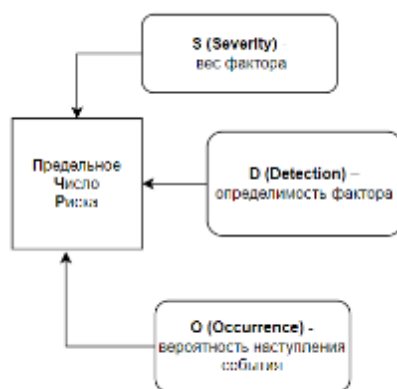 S (Severity) –
вес фактора
Предельное
Число
Риска
D (Detection) –
определимость фактора
O (Occurrence) -
вероятность наступления
события